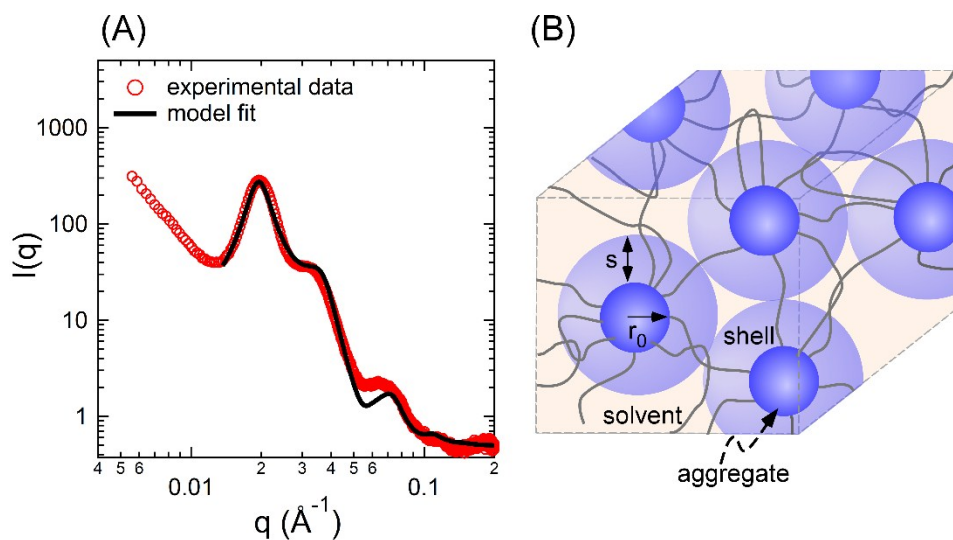 (A)
experimental data
model fit
I(q)
1000
100
10
1
4 5 6 0.01 2 3 4 5 6 0.1 2
q (Å⁻¹)
(B)
s
r₀
shell
solvent
aggregate